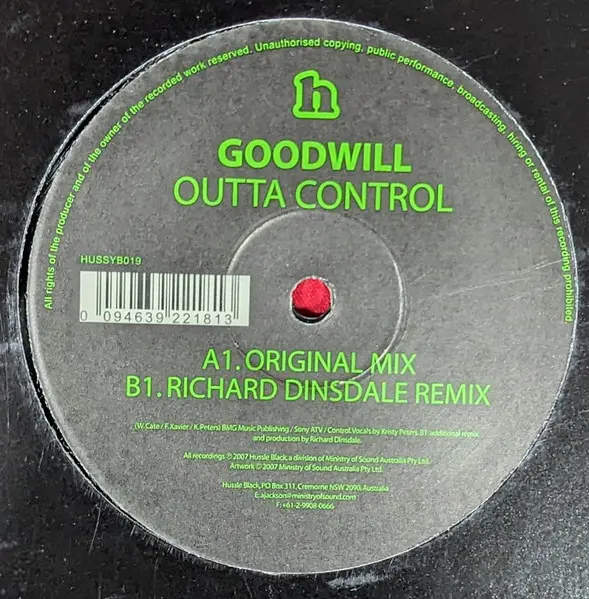 All rights of the producer and of the owner of the recorded work reserved. Unauthorised copying, public performance, broadcasting, hiring or rental of this recording prohibited.
h
GOODWILL
OUTTA CONTROL
HUSSYB019
0 094639 221813
A1. ORIGINAL MIX
B1. RICHARD DINSDALE REMIX
(W. Cate / F. Xavier / K. Peters) BMG Music Publishing / Sony ATV / Control. Vocals by Kristy Peters. B1 additional remix
and production by Richard Dinsdale.
All recordings ℗ 2007 Hussle Black, a division of Ministry of Sound Australia Pty Ltd.
Artwork © 2007 Ministry of Sound Australia Pty Ltd.
Hussle Black, PO Box 311, Cremorne NSW 2090, Australia
E: ajackson@ministryofsound.com
F: +61-2-9908-0666